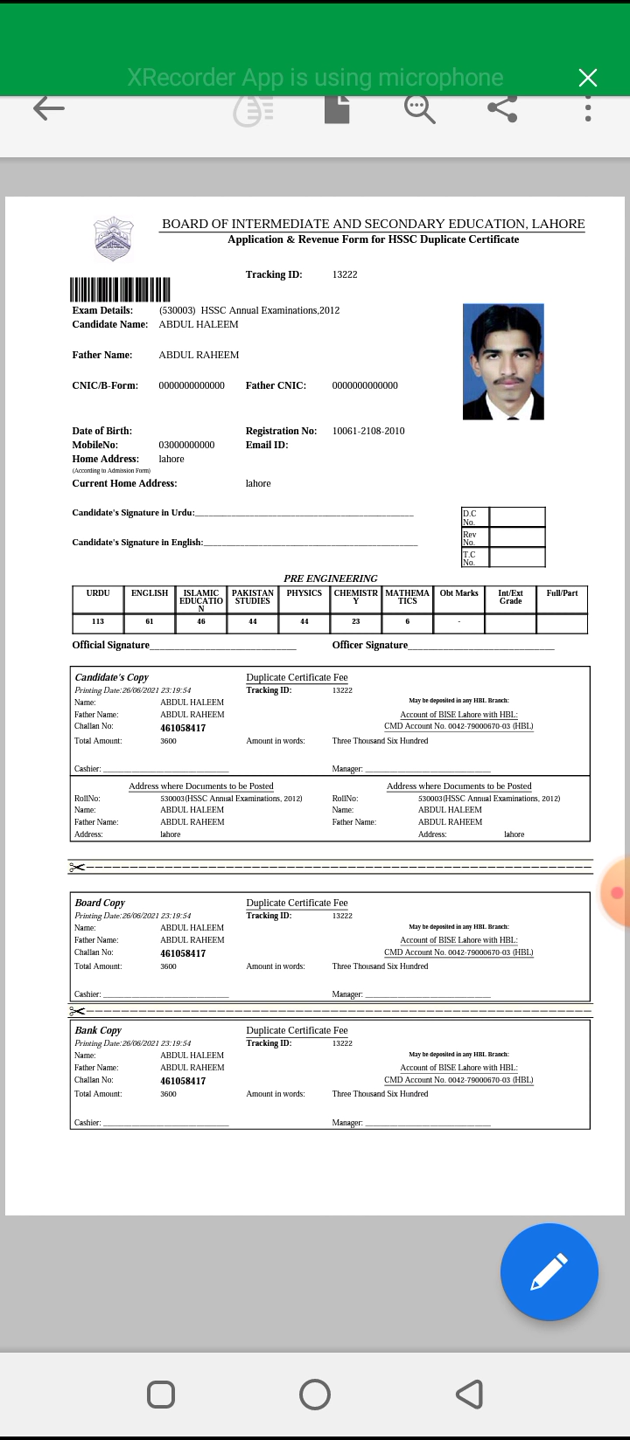 XRecorder App is using microphone
BOARD OF INTERMEDIATE AND SECONDARY EDUCATION, LAHORE
Application & Revenue Form for HSSC Duplicate Certificate
Tracking ID: 13222
Exam Details: (530003) HSSC Annual Examinations,2012
Candidate Name: ABDUL HALEEM
Father Name: ABDUL RAHEEM
CNIC/B-Form: 0000000000000 Father CNIC: 0000000000000
Date of Birth: Registration No: 10061-2108-2010
MobileNo: 03000000000 Email ID:
Home Address: lahore
(According to Admission Form)
Current Home Address: lahore
Candidate's Signature in Urdu:
D.C No.
Rev No.
Candidate's Signature in English:
T.C No.
PRE ENGINEERING
URDU ENGLISH ISLAMIC EDUCATION PAKISTAN STUDIES PHYSICS CHEMISTRY MATHEMATICS Obt Marks Int/Ext Grade Full/Part
113 61 46 44 44 23 6 -
Official Signature Officer Signature
Candidate's Copy Duplicate Certificate Fee
Printing Date:26/06/2021 23:19:54 Tracking ID: 13222
Name: ABDUL HALEEM May be deposited in any HBL Branch:
Father Name: ABDUL RAHEEM Account of BISE Lahore with HBL:
Challan No: 461058417 CMD Account No. 0042-79000670-03 (HBL)
Total Amount: 3600 Amount in words: Three Thousand Six Hundred
Cashier: Manager:
Address where Documents to be Posted Address where Documents to be Posted
RollNo: 530003(HSSC Annual Examinations, 2012) RollNo: 530003(HSSC Annual Examinations, 2012)
Name: ABDUL HALEEM Name: ABDUL HALEEM
Father Name: ABDUL RAHEEM Father Name: ABDUL RAHEEM
Address: lahore Address: lahore
Board Copy Duplicate Certificate Fee
Printing Date:26/06/2021 23:19:54 Tracking ID: 13222
Name: ABDUL HALEEM May be deposited in any HBL Branch:
Father Name: ABDUL RAHEEM Account of BISE Lahore with HBL:
Challan No: 461058417 CMD Account No. 0042-79000670-03 (HBL)
Total Amount: 3600 Amount in words: Three Thousand Six Hundred
Cashier: Manager:
Bank Copy Duplicate Certificate Fee
Printing Date:26/06/2021 23:19:54 Tracking ID: 13222
Name: ABDUL HALEEM May be deposited in any HBL Branch:
Father Name: ABDUL RAHEEM Account of BISE Lahore with HBL:
Challan No: 461058417 CMD Account No. 0042-79000670-03 (HBL)
Total Amount: 3600 Amount in words: Three Thousand Six Hundred
Cashier: Manager: